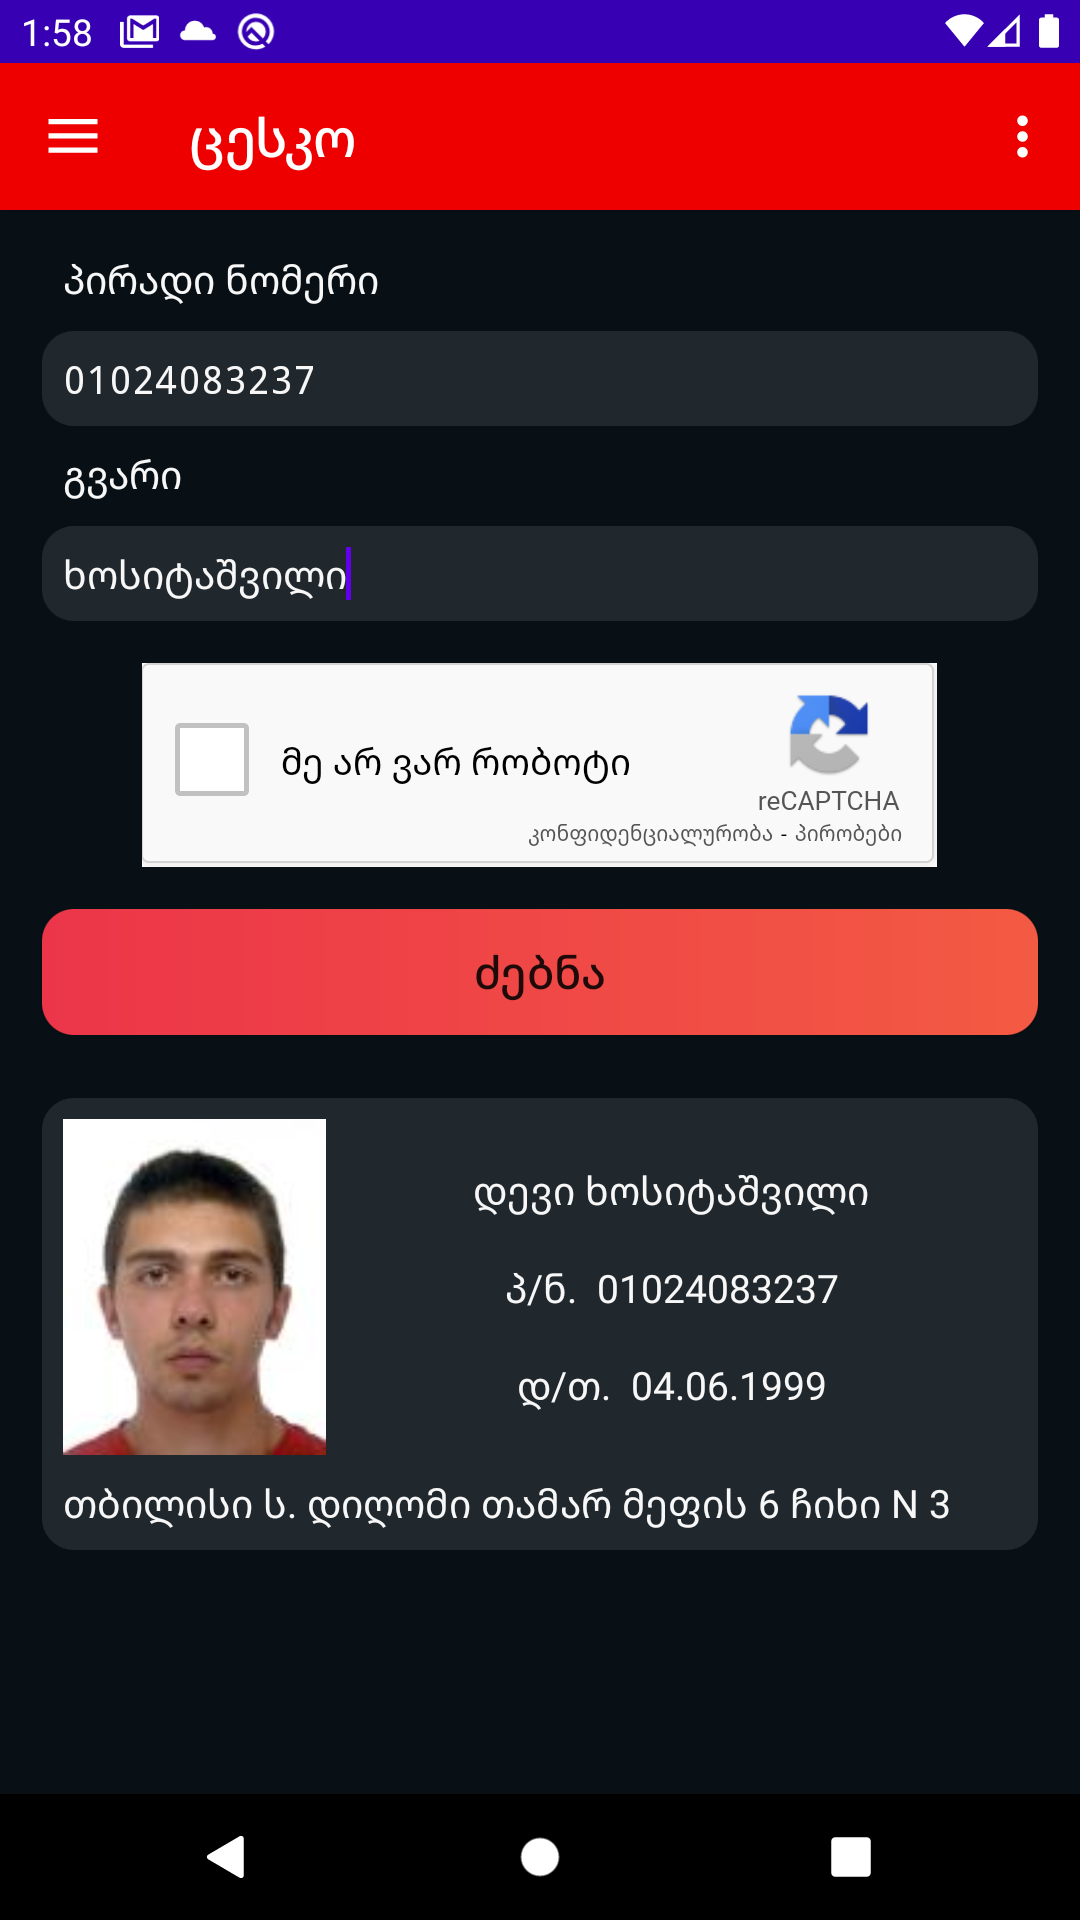 1:58
ცესკო
პირადი ნომერი
01024083237
გვარი
ხოსიტაშვილი
მე არ ვარ რობოტი
reCAPTCHA
კონფიდენციალურობა - პირობები
ძებნა
დევი ხოსიტაშვილი
პ/ნ. 01024083237
დ/თ. 04.06.1999
თბილისი ს. დიღომი თამარ მეფის 6 ჩიხი N 3